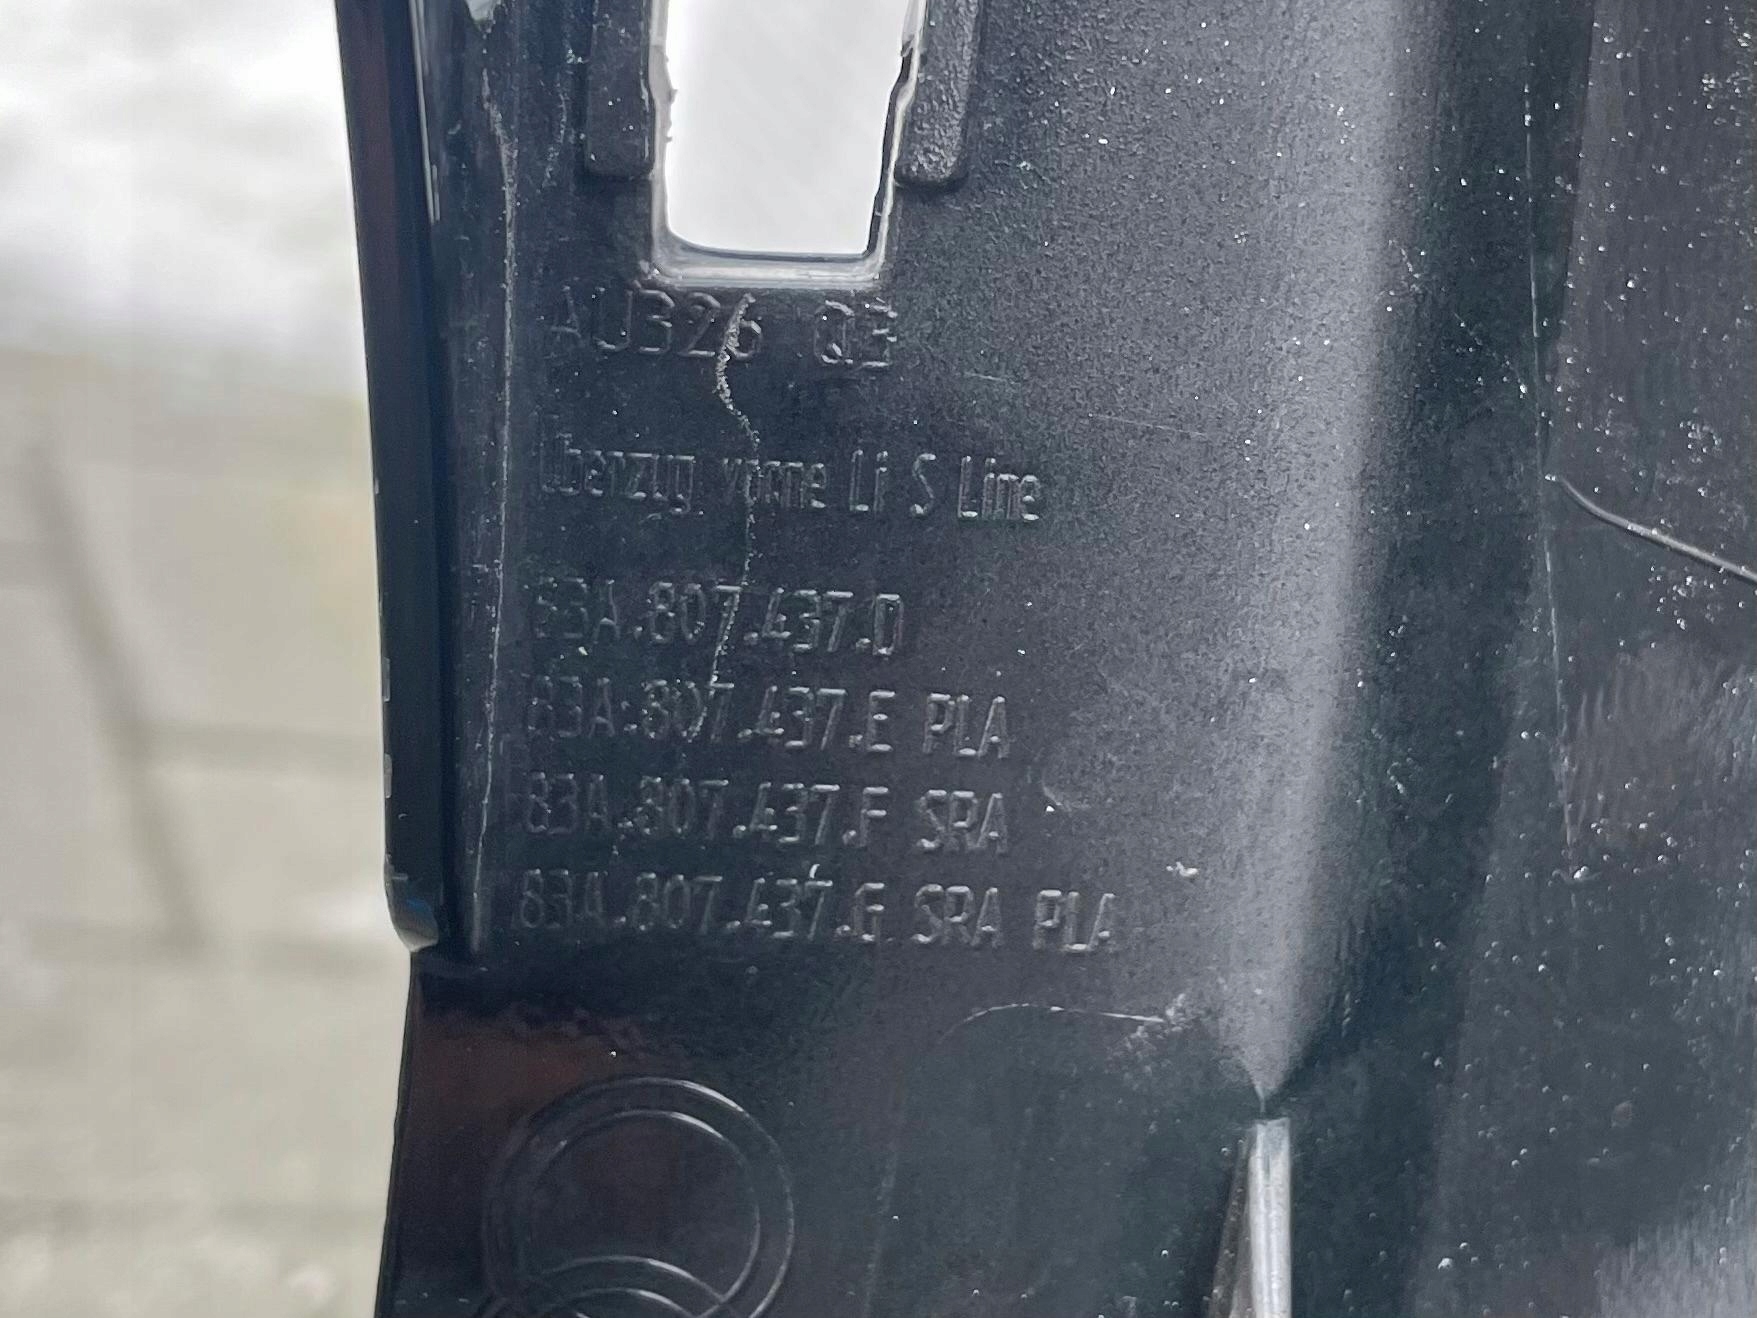 AU326 Q3
Überzug vorne Li S Line
83A.807.437.D
83A.807.437.E PLA
83A.807.437.F SRA
83A.807.437.G SRA PLA